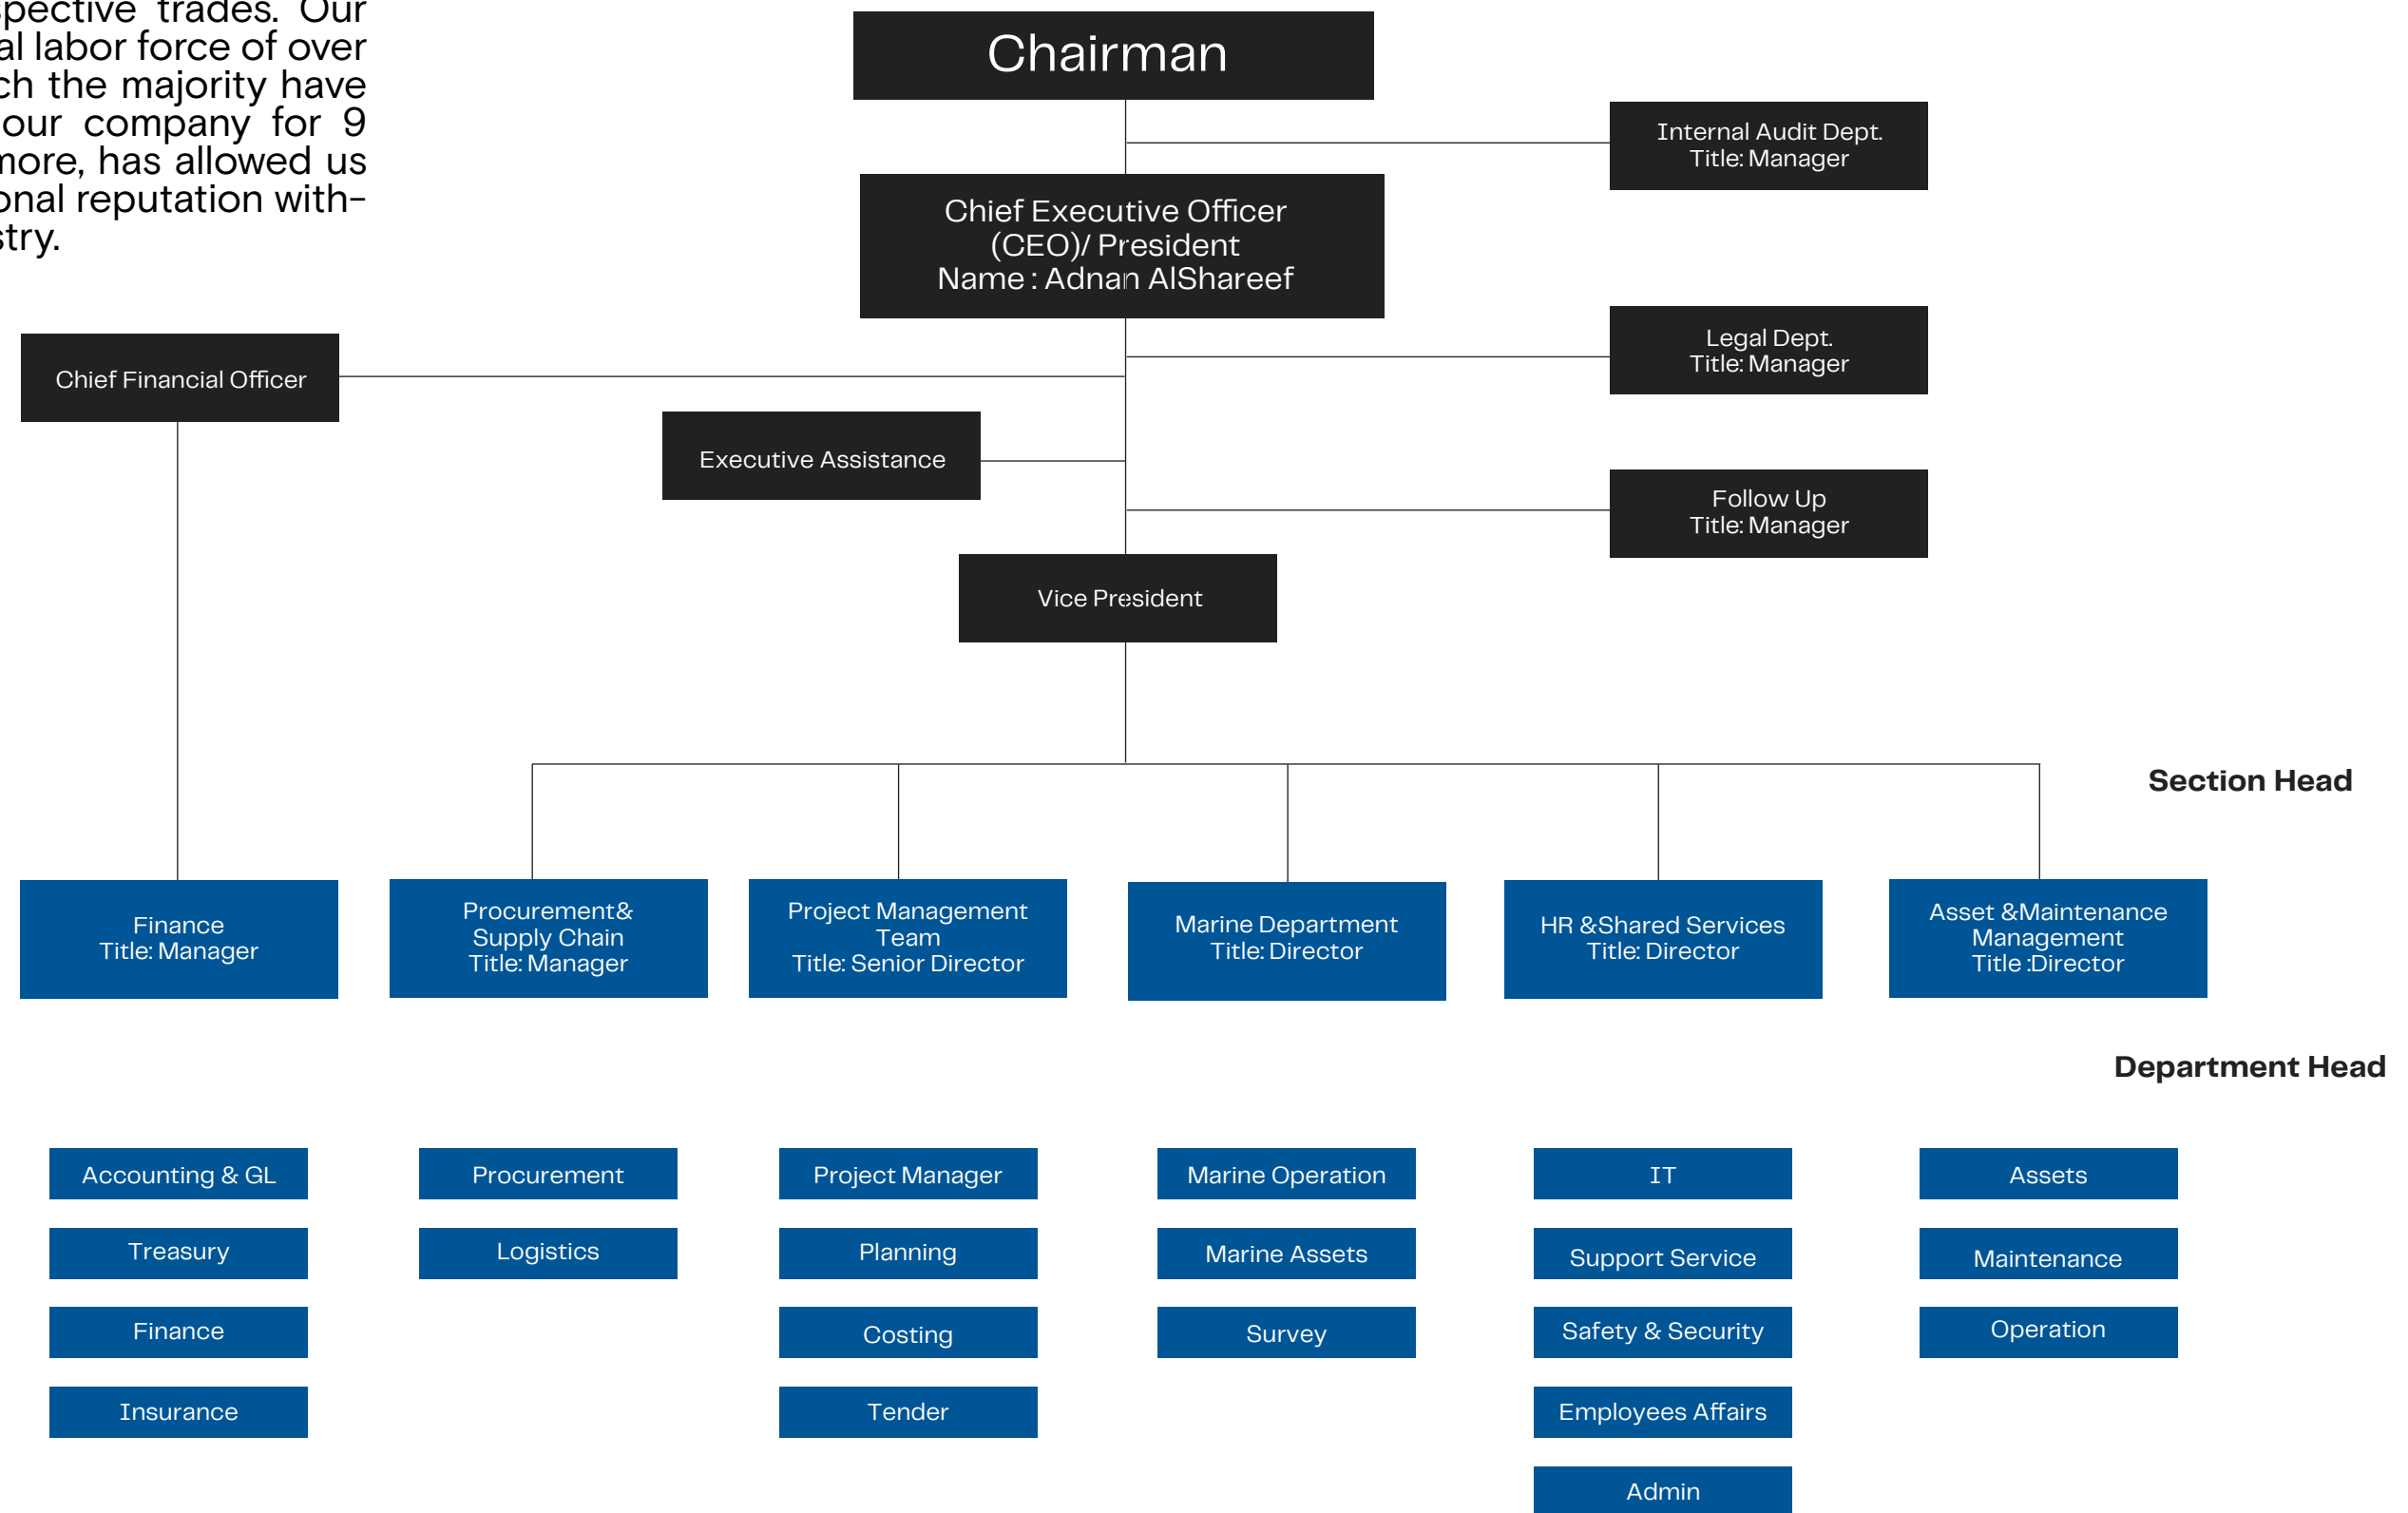 trades. Our
labor force of over
the majority have
our company for 9
more, has allowed us
reputation with-
Chairman
Internal Audit Dept.
Title: Manager
Chief Executive Officer
(CEO)/ President
Name : Adnan AlShareef
Legal Dept.
Title: Manager
Chief Financial Officer
Executive Assistance
Follow Up
Title: Manager
Vice President
Section Head
Finance
Title: Manager
Procurement&
Supply Chain
Title: Manager
Project Management
Team
Title: Senior Director
Marine Department
Title: Director
HR &Shared Services
Title: Director
Asset &Maintenance
Management
Title :Director
Department Head
Accounting & GL
Treasury
Finance
Insurance
Procurement
Logistics
Project Manager
Planning
Costing
Tender
Marine Operation
Marine Assets
Survey
IT
Support Service
Safety & Security
Employees Affairs
Admin
Assets
Maintenance
Operation